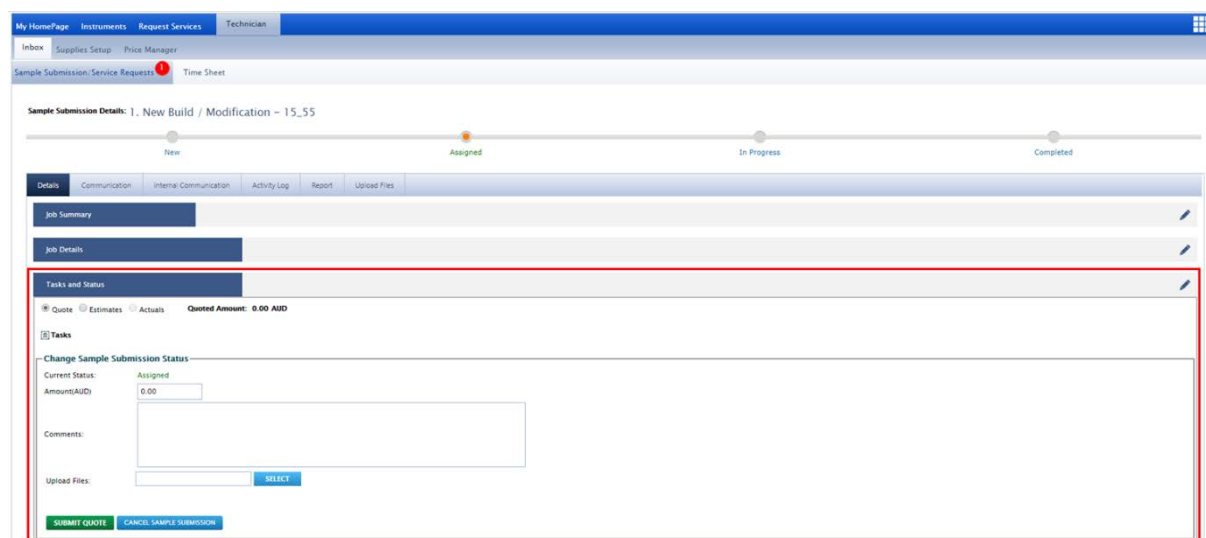 My HomePage Instruments Request Services Technician
Inbox Supplies Setup Price Manager
Sample Submission/Service Requests 1 Time Sheet
Sample Submission Details: 1. New Build / Modification - 15_55
New Assigned In Progress Completed
Details Communication Internal Communication Activity Log Report Upload Files
Job Summary
Job Details
Tasks and Status
Quote Estimates Actuals Quoted Amount: 0.00 AUD
Tasks
Change Sample Submission Status
Current Status: Assigned
Amount(AUD) 0.00
Comments:
Upload Files: SELECT
SUBMIT QUOTE CANCEL SAMPLE SUBMISSION